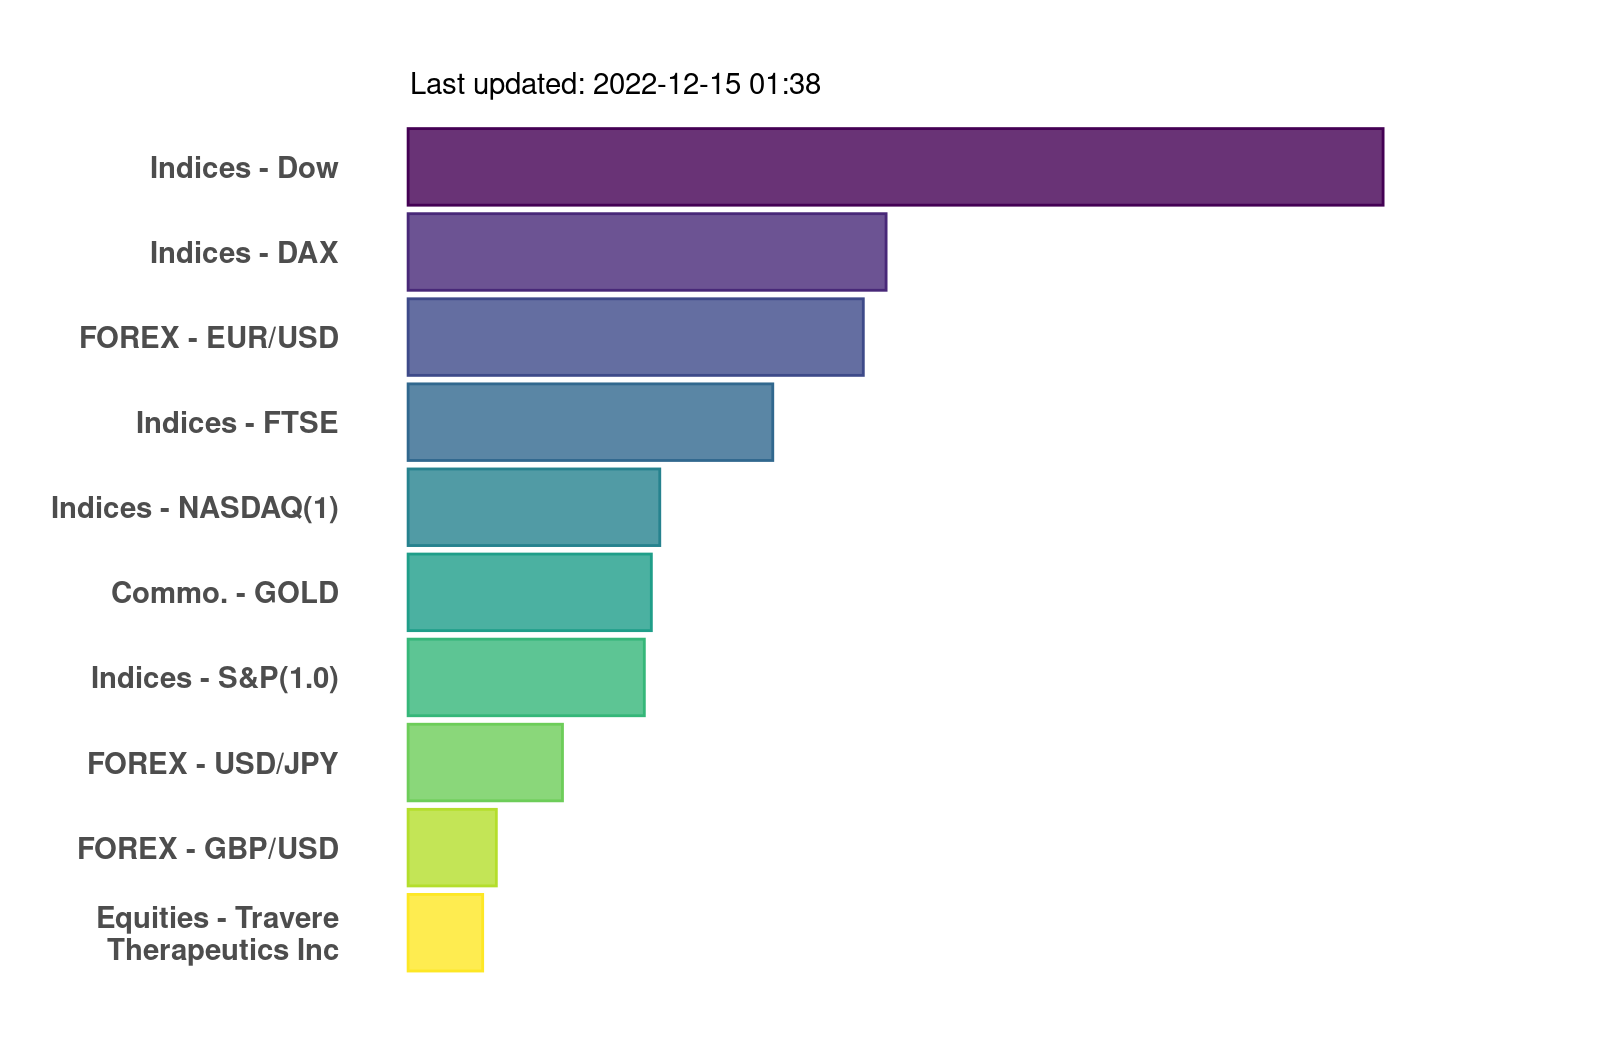 Last updated: 2022-12-15 01:38
Indices - Dow
Indices - DAX
FOREX - EUR/USD
Indices - FTSE
Indices - NASDAQ(1)
Commo. - GOLD
Indices - S&P(1.0)
FOREX - USD/JPY
FOREX - GBP/USD
Equities - Travere
Therapeutics Inc